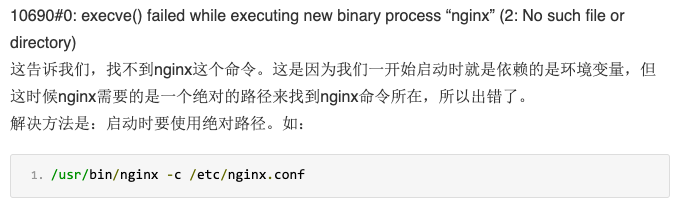 10690#0: execve() failed while executing new binary process “nginx” (2: No such file or
directory)
这告诉我们，找不到nginx这个命令。这是因为我们一开始启动时就是依赖的是环境变量，但
这时候nginx需要的是一个绝对的路径来找到nginx命令所在，所以出错了。
解决方法是：启动时要使用绝对路径。如：
1. /usr/bin/nginx -c /etc/nginx.conf